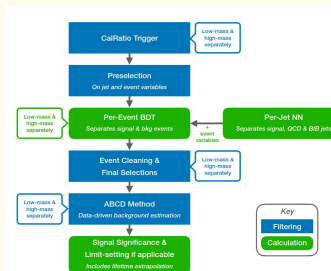 CalRatio Trigger
Low-mass &
high-mass
separately
Preselection
On jet and event variables
Low-mass &
high-mass
separately
Per-Event BDT
Separates signal & bkg events
+
event
variables
Per-Jet NN
Separates signal, QCD & BIB jets
Event Cleaning &
Final Selections
Low-mass &
high-mass
separately
Low-mass &
high-mass
separately
ABCD Method
Data-driven background estimation
Signal Significance &
Limit-setting if applicable
Includes lifetime extrapolation
Key
Filtering
Calculation